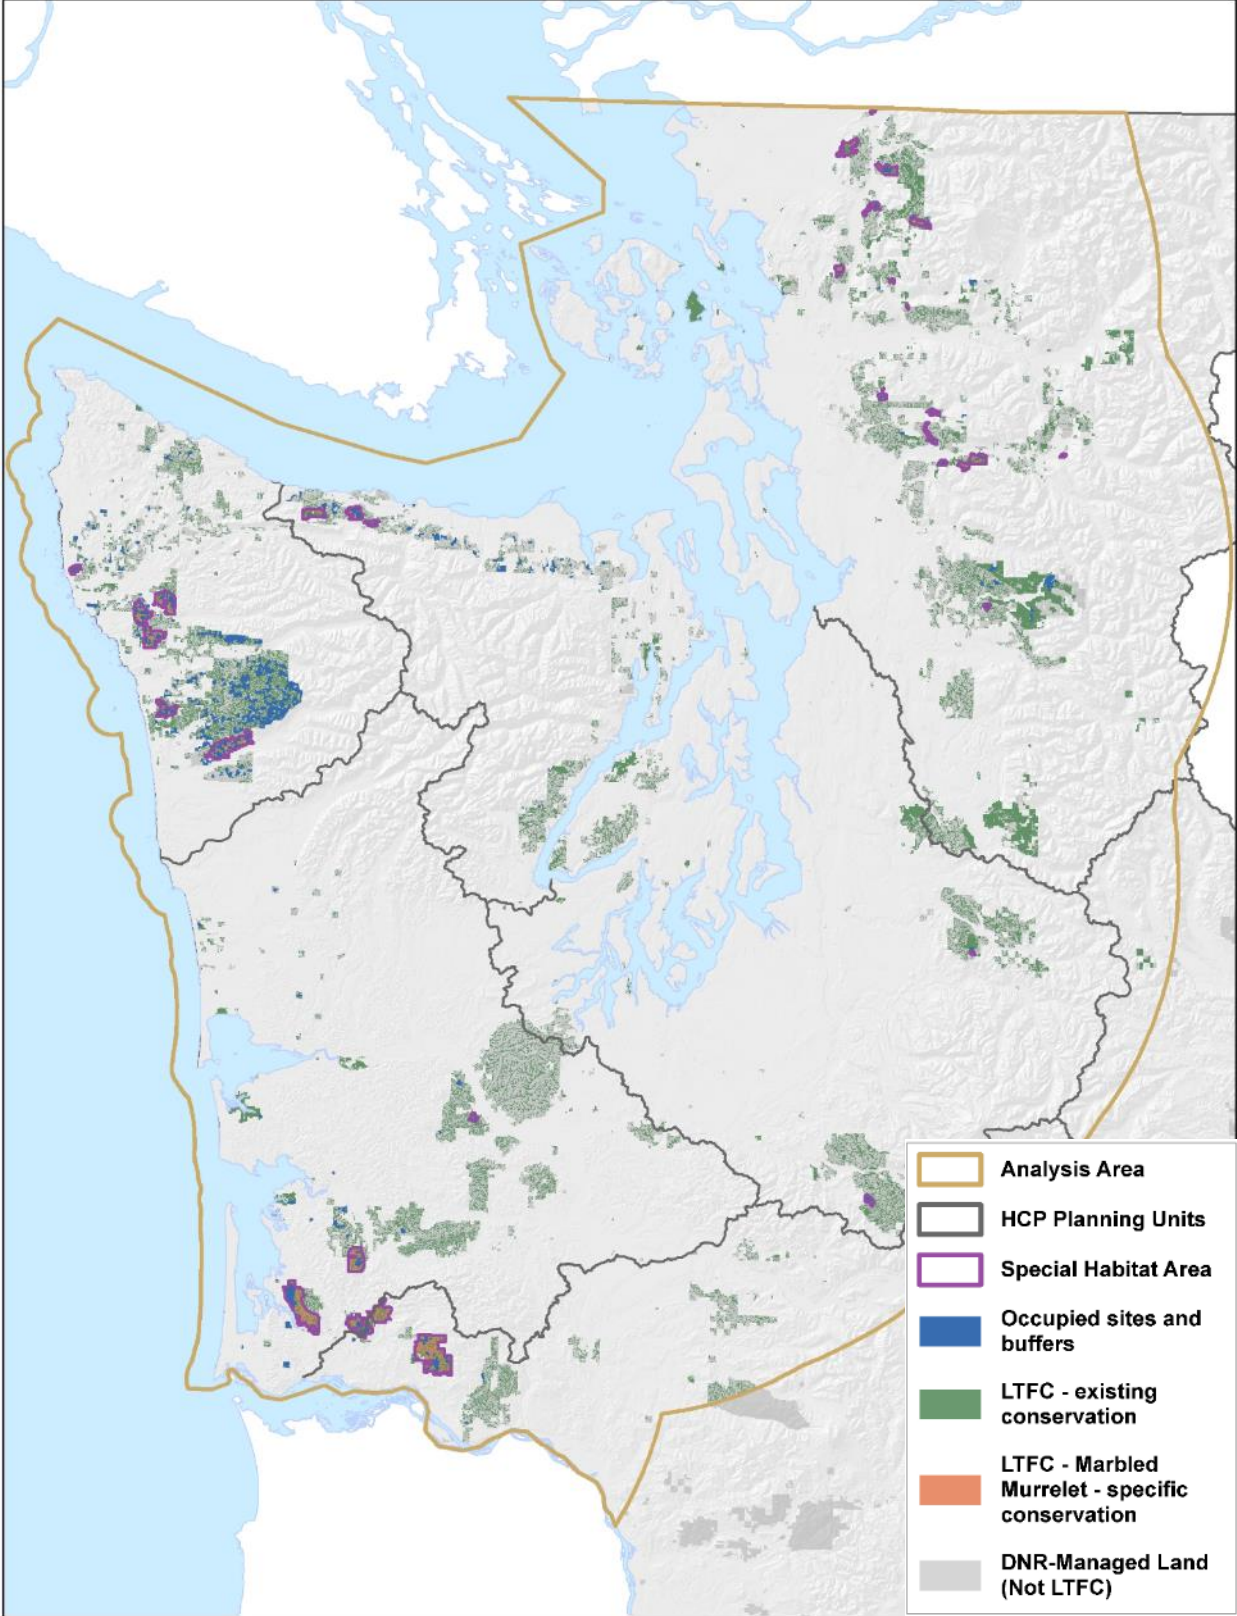 Analysis Area
HCP Planning Units
Special Habitat Area
Occupied sites and
buffers
LTFC - existing
conservation
LTFC - Marbled
Murrelet - specific
conservation
DNR-Managed Land
(Not LTFC)